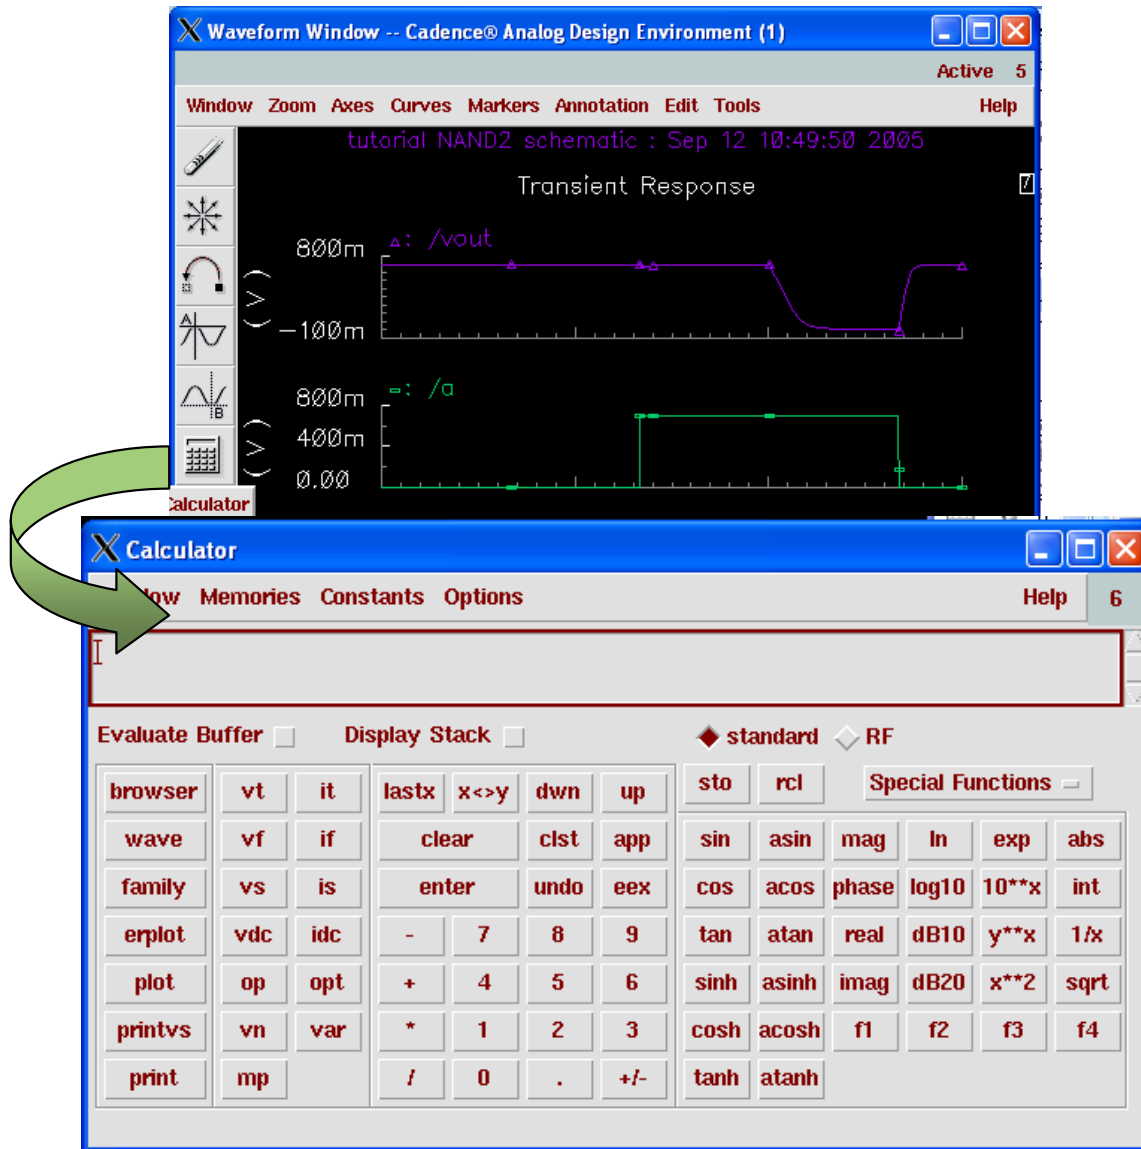 Waveform Window -- Cadence® Analog Design Environment (1)
Active 5
Window Zoom Axes Curves Markers Annotation Edit Tools Help
tutorial NAND2 schematic : Sep 12 10:49:50 2005
Transient Response
7
800m
: /vout
(V)
-100m
A
B
: /a
800m
400m
(V)
0.00
Calculator
Calculator
Memories Constants Options Help 6
Evaluate Buffer Display Stack standard RF
browser vt it lastx x<>y dwn up sto rcl Special Functions
wave vf if clear clst app sin asin mag ln exp abs
family vs is enter undo eex cos acos phase log10 10**x int
erplot vdc idc - 7 8 9 tan atan real dB10 y**x 1/x
plot op opt + 4 5 6 sinh asinh imag dB20 x**2 sqrt
printvs vn var * 1 2 3 cosh acosh f1 f2 f3 f4
print mp / 0 . +/- tanh atanh